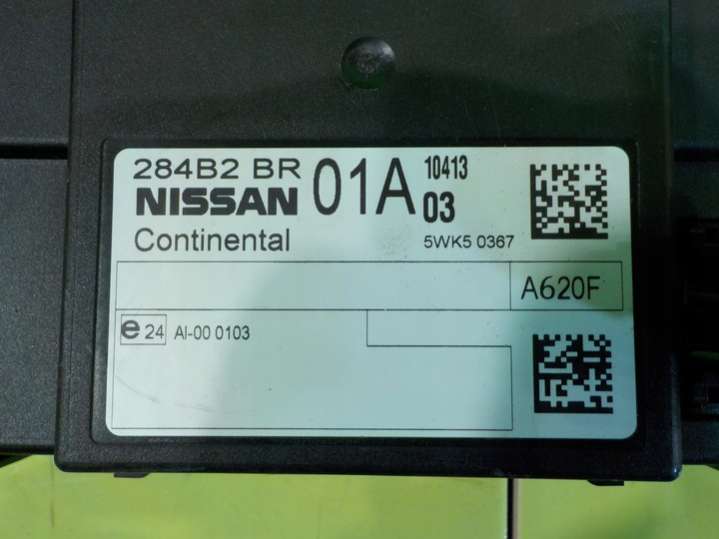 284B2 BR 01A 10413
NISSAN 03
Continental 5WK5 0367
A620F
e 24 AI-00 0103